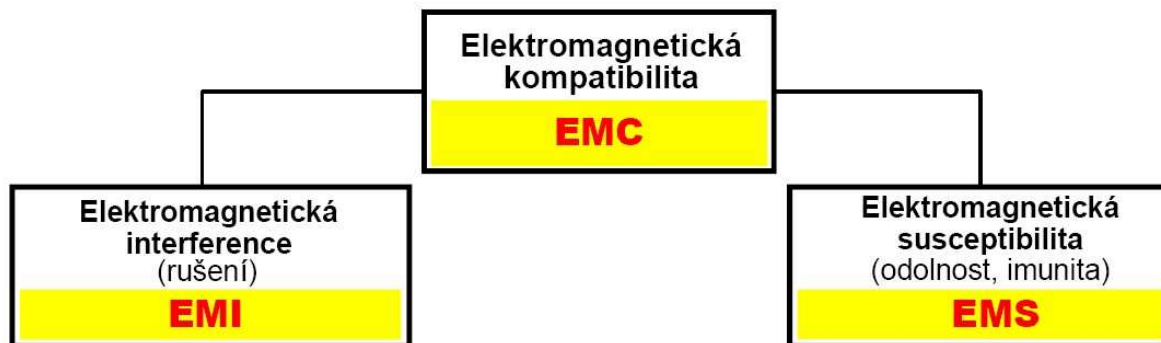 Elektromagnetická
kompatibilita
EMC
Elektromagnetická
interference
(rušení)
EMI
Elektromagnetická
susceptibilita
(odolnost, imunita)
EMS